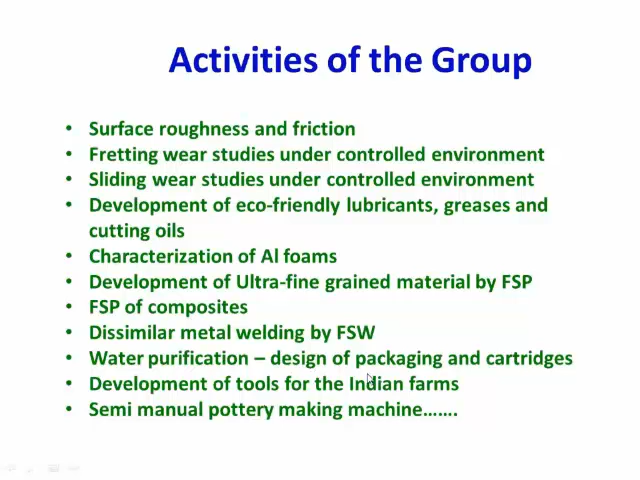 Activities of the Group
• Surface roughness and friction
• Fretting wear studies under controlled environment
• Sliding wear studies under controlled environment
• Development of eco-friendly lubricants, greases and
cutting oils
• Characterization of Al foams
• Development of Ultra-fine grained material by FSP
• FSP of composites
• Dissimilar metal welding by FSW
• Water purification – design of packaging and cartridges
• Development of tools for the Indian farms
• Semi manual pottery making machine…….